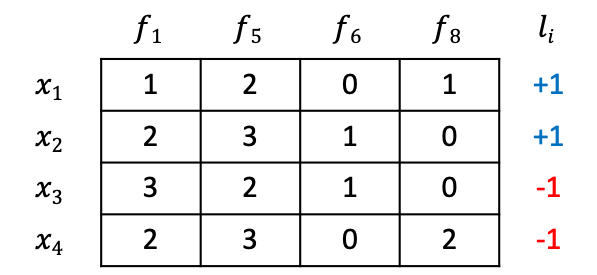 f₁ f₅ f₆ f₈ lᵢ
x₁ 1 2 0 1 +1
x₂ 2 3 1 0 +1
x₃ 3 2 1 0 -1
x₄ 2 3 0 2 -1